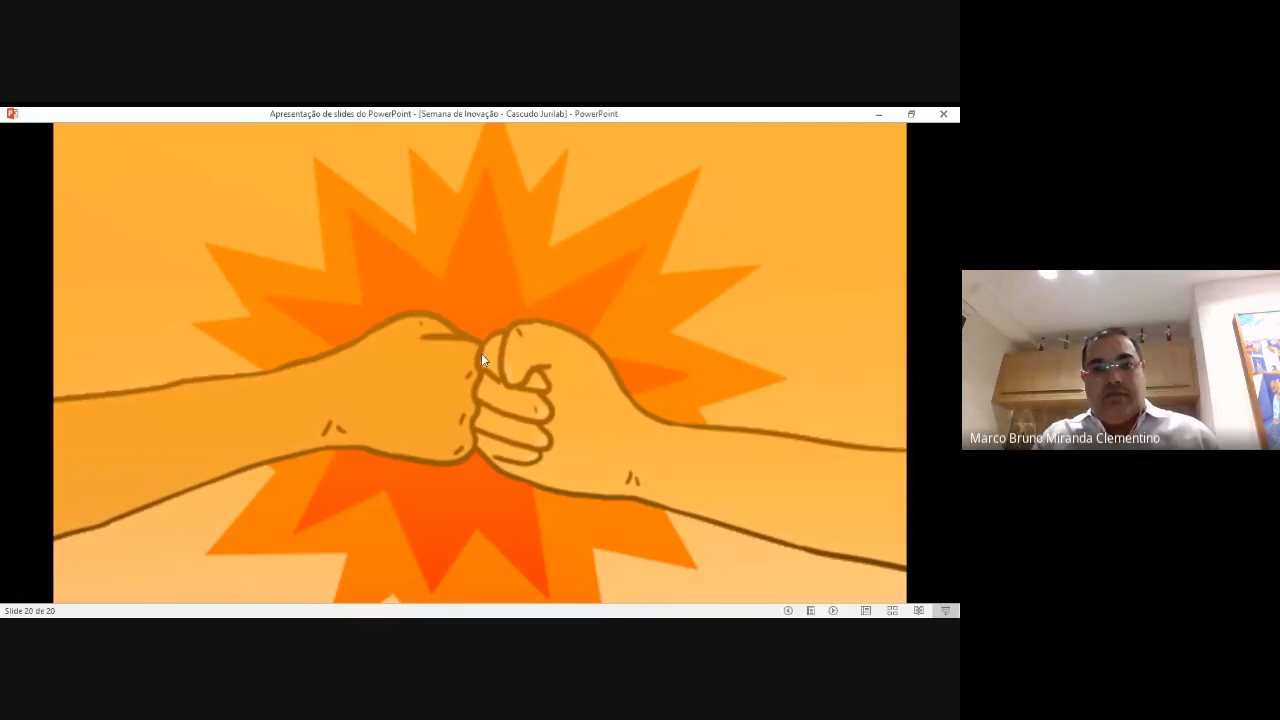 Apresentação de slides do PowerPoint - [Semana de Inovação - Cascudo Jurilab] - PowerPoint
Marco Bruno Miranda Clementino
Slide 20 de 20